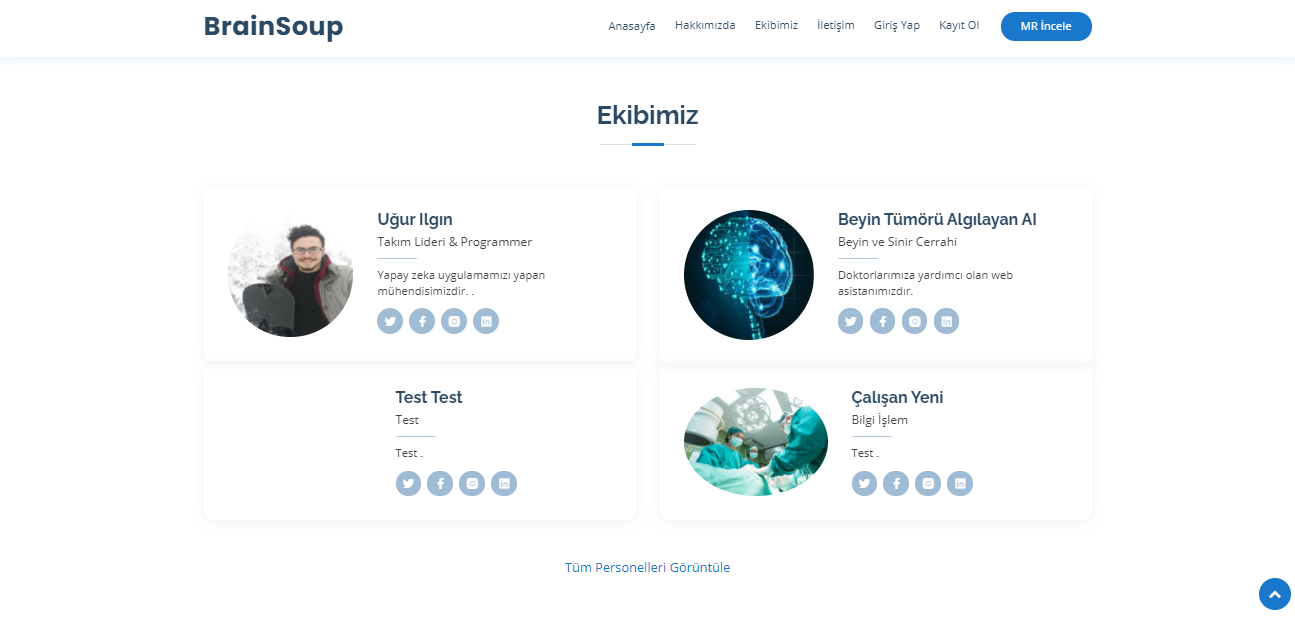 BrainSoup
Anasayfa Hakkımızda Ekibimiz İletişim Giriş Yap Kayıt Ol MR İncele
Ekibimiz
Uğur Ilgın
Takım Lideri & Programmer
Yapay zeka uygulamamızı yapan
mühendisimizdir. .
Beyin Tümörü Algılayan AI
Beyin ve Sinir Cerrahi
Doktorlarımıza yardımcı olan web
asistanımızdır.
Test Test
Test
Test .
Çalışan Yeni
Bilgi İşlem
Test .
Tüm Personelleri Görüntüle